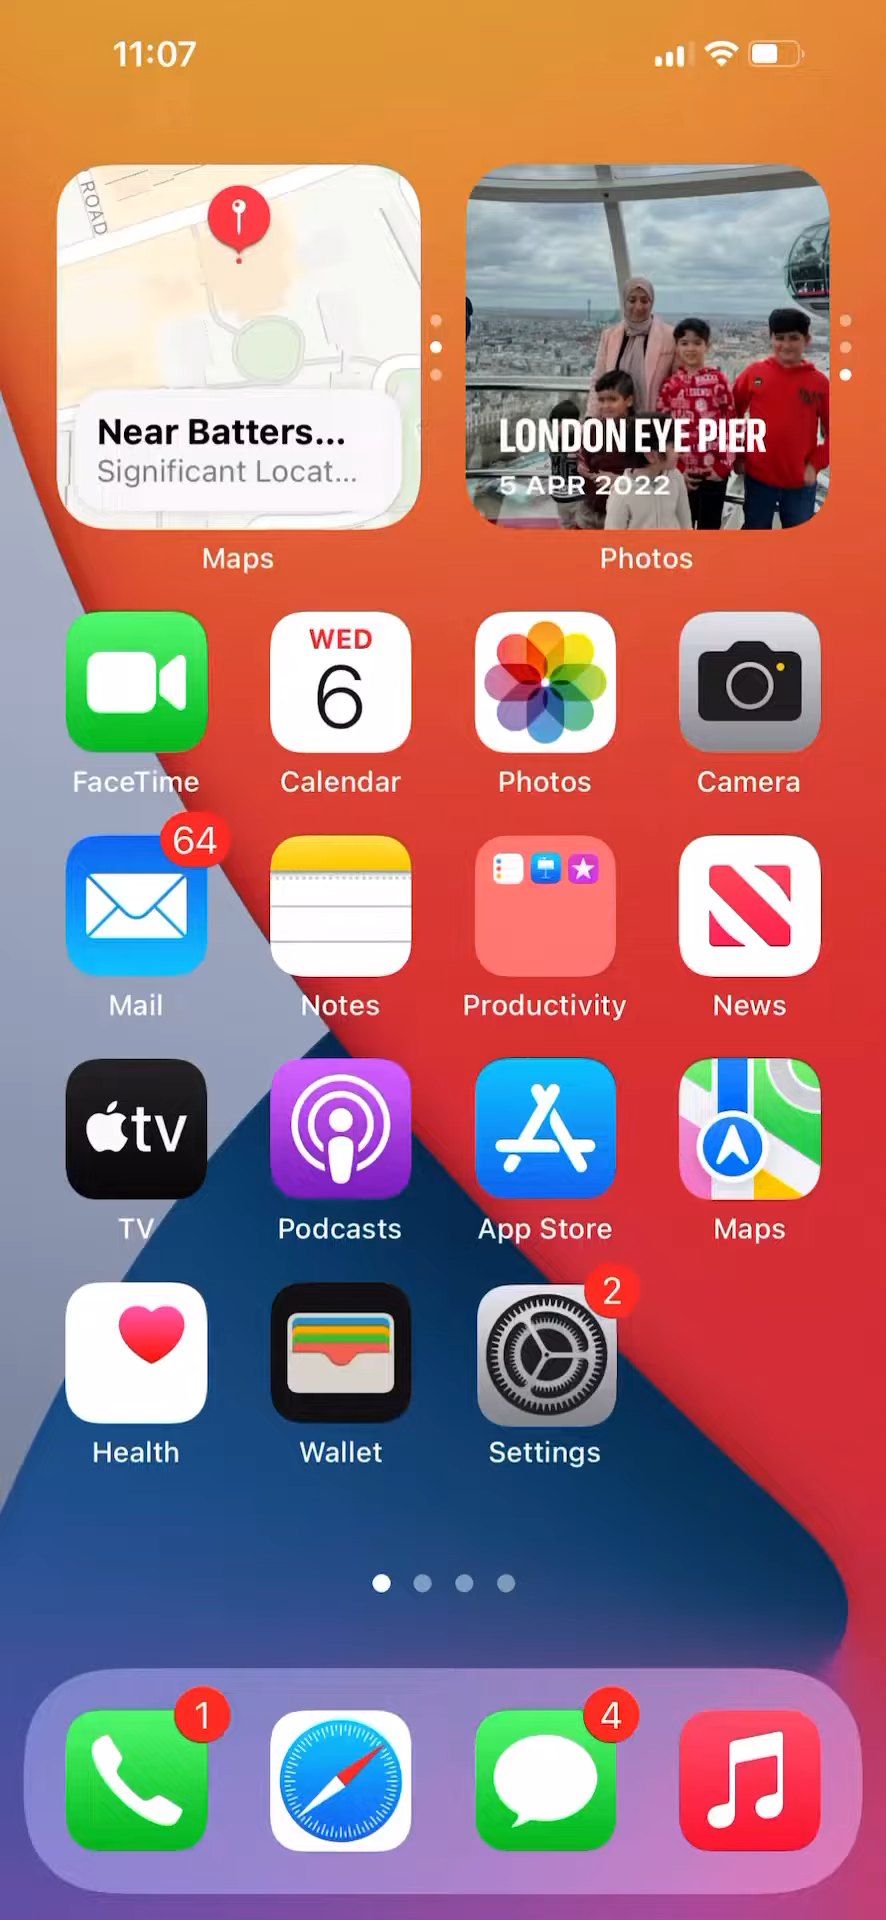 11:07
ROAD
Near Batters...
Significant Locat...
LONDON EYE PIER
5 APR 2022
Maps
Photos
WED
6
FaceTime
Calendar
Photos
Camera
64
Mail
Notes
Productivity
News
tv
TV
Podcasts
App Store
Maps
2
Health
Wallet
Settings
1
4